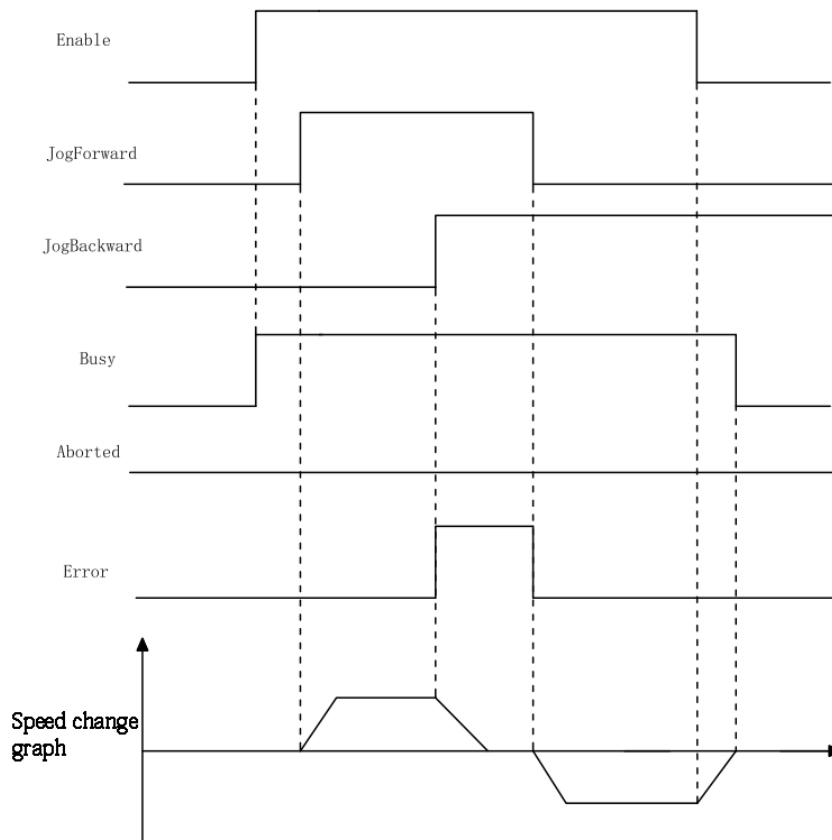 Enable
JogForward
JogBackward
Busy
Aborted
Error
Speed change
graph